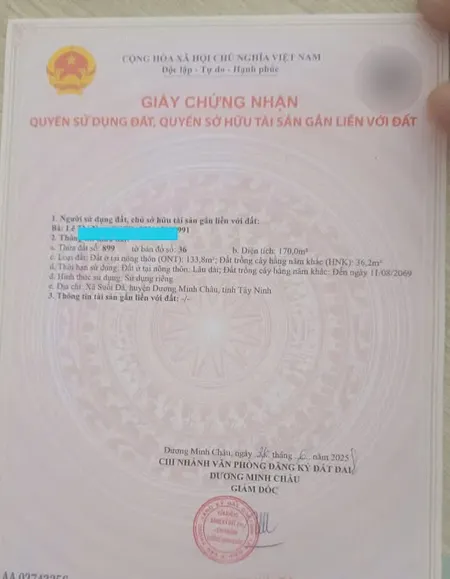 CỘNG HÒA XÃ HỘI CHỦ NGHĨA VIỆT NAM
Độc lập - Tự do - Hạnh phúc
GIẤY CHỨNG NHẬN
QUYỀN SỬ DỤNG ĐẤT, QUYỀN SỞ HỮU TÀI SẢN GẮN LIỀN VỚI ĐẤT
1. Người sử dụng đất, chủ sở hữu tài sản gắn liền với đất:
Bà: Lê 991
2. Thông
a. Thửa đất số: 899 tờ bản đồ số: 36 b. Diện tích: 170,0m²
c. Loại đất: Đất ở tại nông thôn (ONT): 133,8m²; Đất trồng cây hằng năm khác (HNK): 36,2m²
d. Thời hạn sử dụng: Đất ở tại nông thôn: Lâu dài; Đất trồng cây hằng năm khác: Đến ngày 11/08/2069
đ. Hình thức sử dụng: Sử dụng riêng
e. Địa chỉ: Xã Suối Đá, huyện Dương Minh Châu, tỉnh Tây Ninh
3. Thông tin tài sản gắn liền với đất: -/-
Dương Minh Châu, ngày tháng năm 2025
CHI NHÁNH VĂN PHÒNG ĐĂNG KÝ ĐẤT ĐAI
DƯƠNG MINH CHÂU
GIÁM ĐỐC